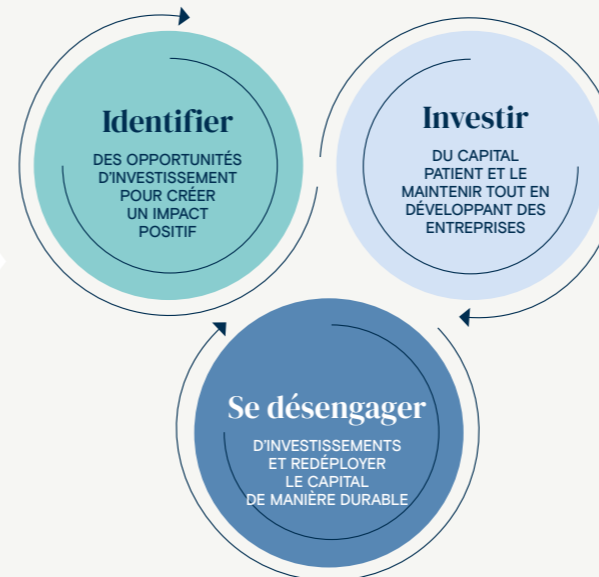 Identifier
DES OPPORTUNITÉS
D'INVESTISSEMENT
POUR CRÉER
UN IMPACT
POSITIF
Investir
DU CAPITAL
PATIENT ET LE
MAINTENIR TOUT EN
DÉVELOPPANT DES
ENTREPRISES
Se désengager
D'INVESTISSEMENTS
ET REDÉPLOYER
LE CAPITAL
DE MANIÈRE DURABLE